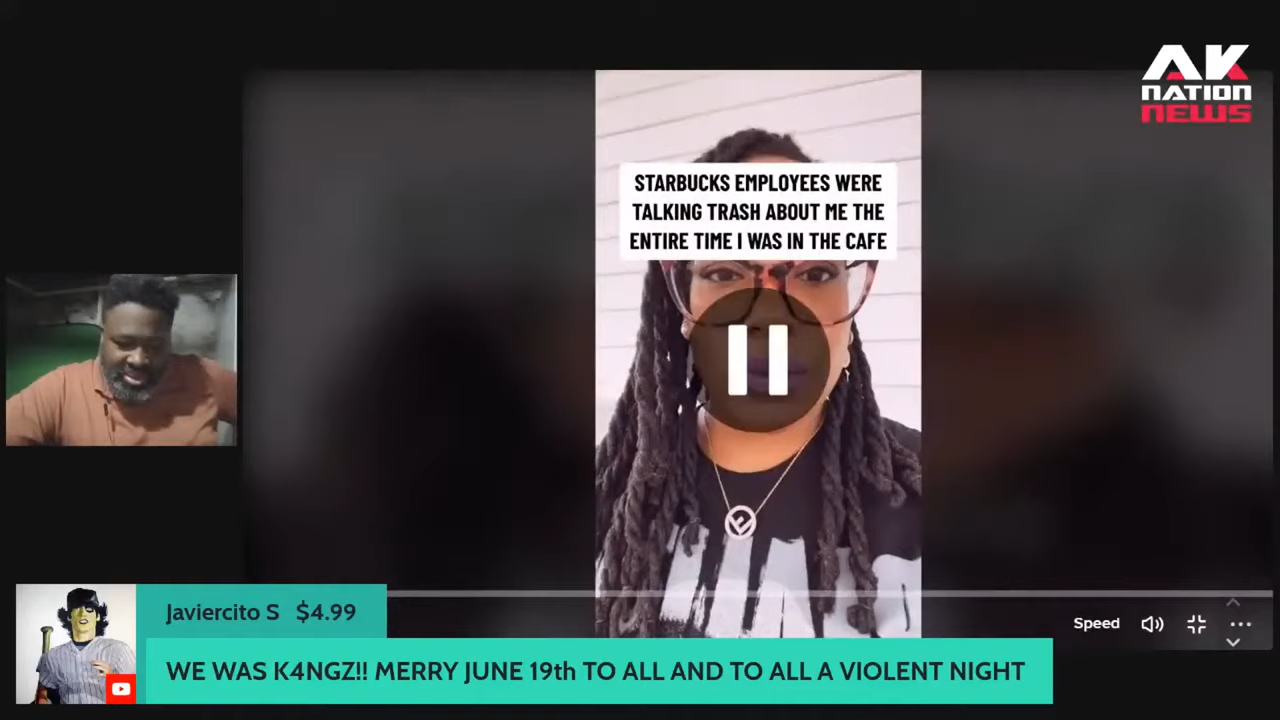 AK
NATION
NEWS
STARBUCKS EMPLOYEES WERE
TALKING TRASH ABOUT ME THE
ENTIRE TIME I WAS IN THE CAFE
Speed
Javiercito S $4.99
WE WAS K4NGZ!! MERRY JUNE 19th TO ALL AND TO ALL A VIOLENT NIGHT